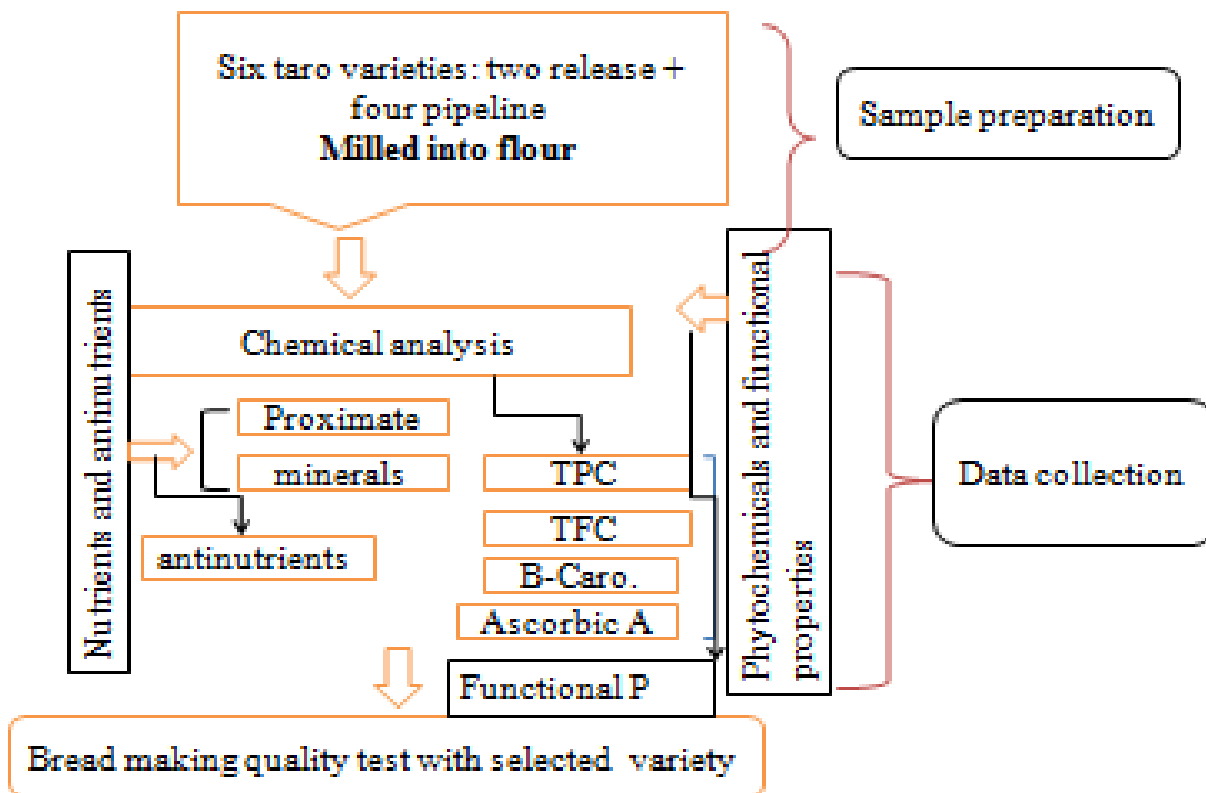 Six taro varieties: two release +
four pipeline
Milled into flour
Sample preparation
Nutrients and antinutrients
Chemical analysis
Proximate
minerals
antinutrients
TPC
TFC
B-Caro.
Ascorbic A
Functional P
Phytochemicals and functional
properties
Data collection
Bread making quality test with selected variety